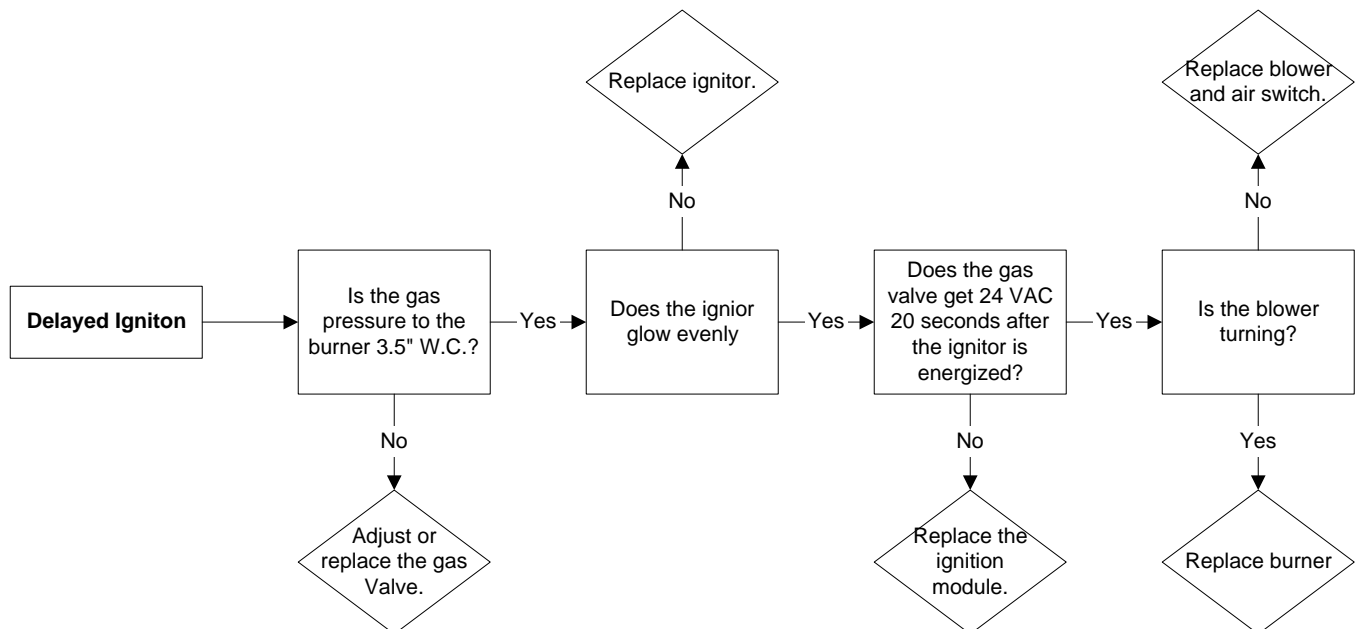 Delayed Igniton
Is the gas
pressure to the
burner 3.5" W.C.?
Yes
No
Adjust or
replace the gas
Valve.
Does the ignior
glow evenly
No
Replace ignitor.
Yes
Does the gas
valve get 24 VAC
20 seconds after
the ignitor is
energized?
No
Replace the
ignition
module.
Yes
Is the blower
turning?
No
Replace blower
and air switch.
Yes
Replace burner